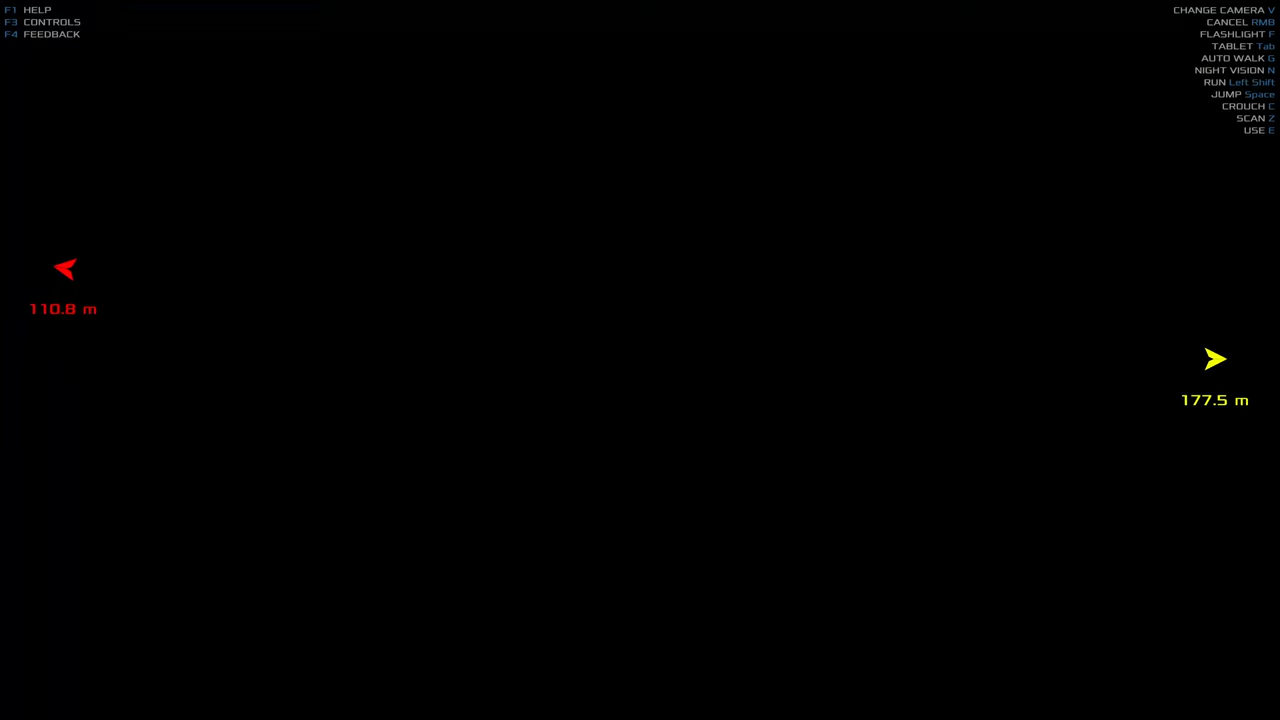 F1 HELP
F3 CONTROLS
F4 FEEDBACK
CHANGE CAMERA V
CANCEL RMB
FLASHLIGHT F
TABLET Tab
AUTO WALK G
NIGHT VISION N
RUN Left Shift
JUMP Space
CROUCH C
SCAN Z
USE E
110.8 m
177.5 m